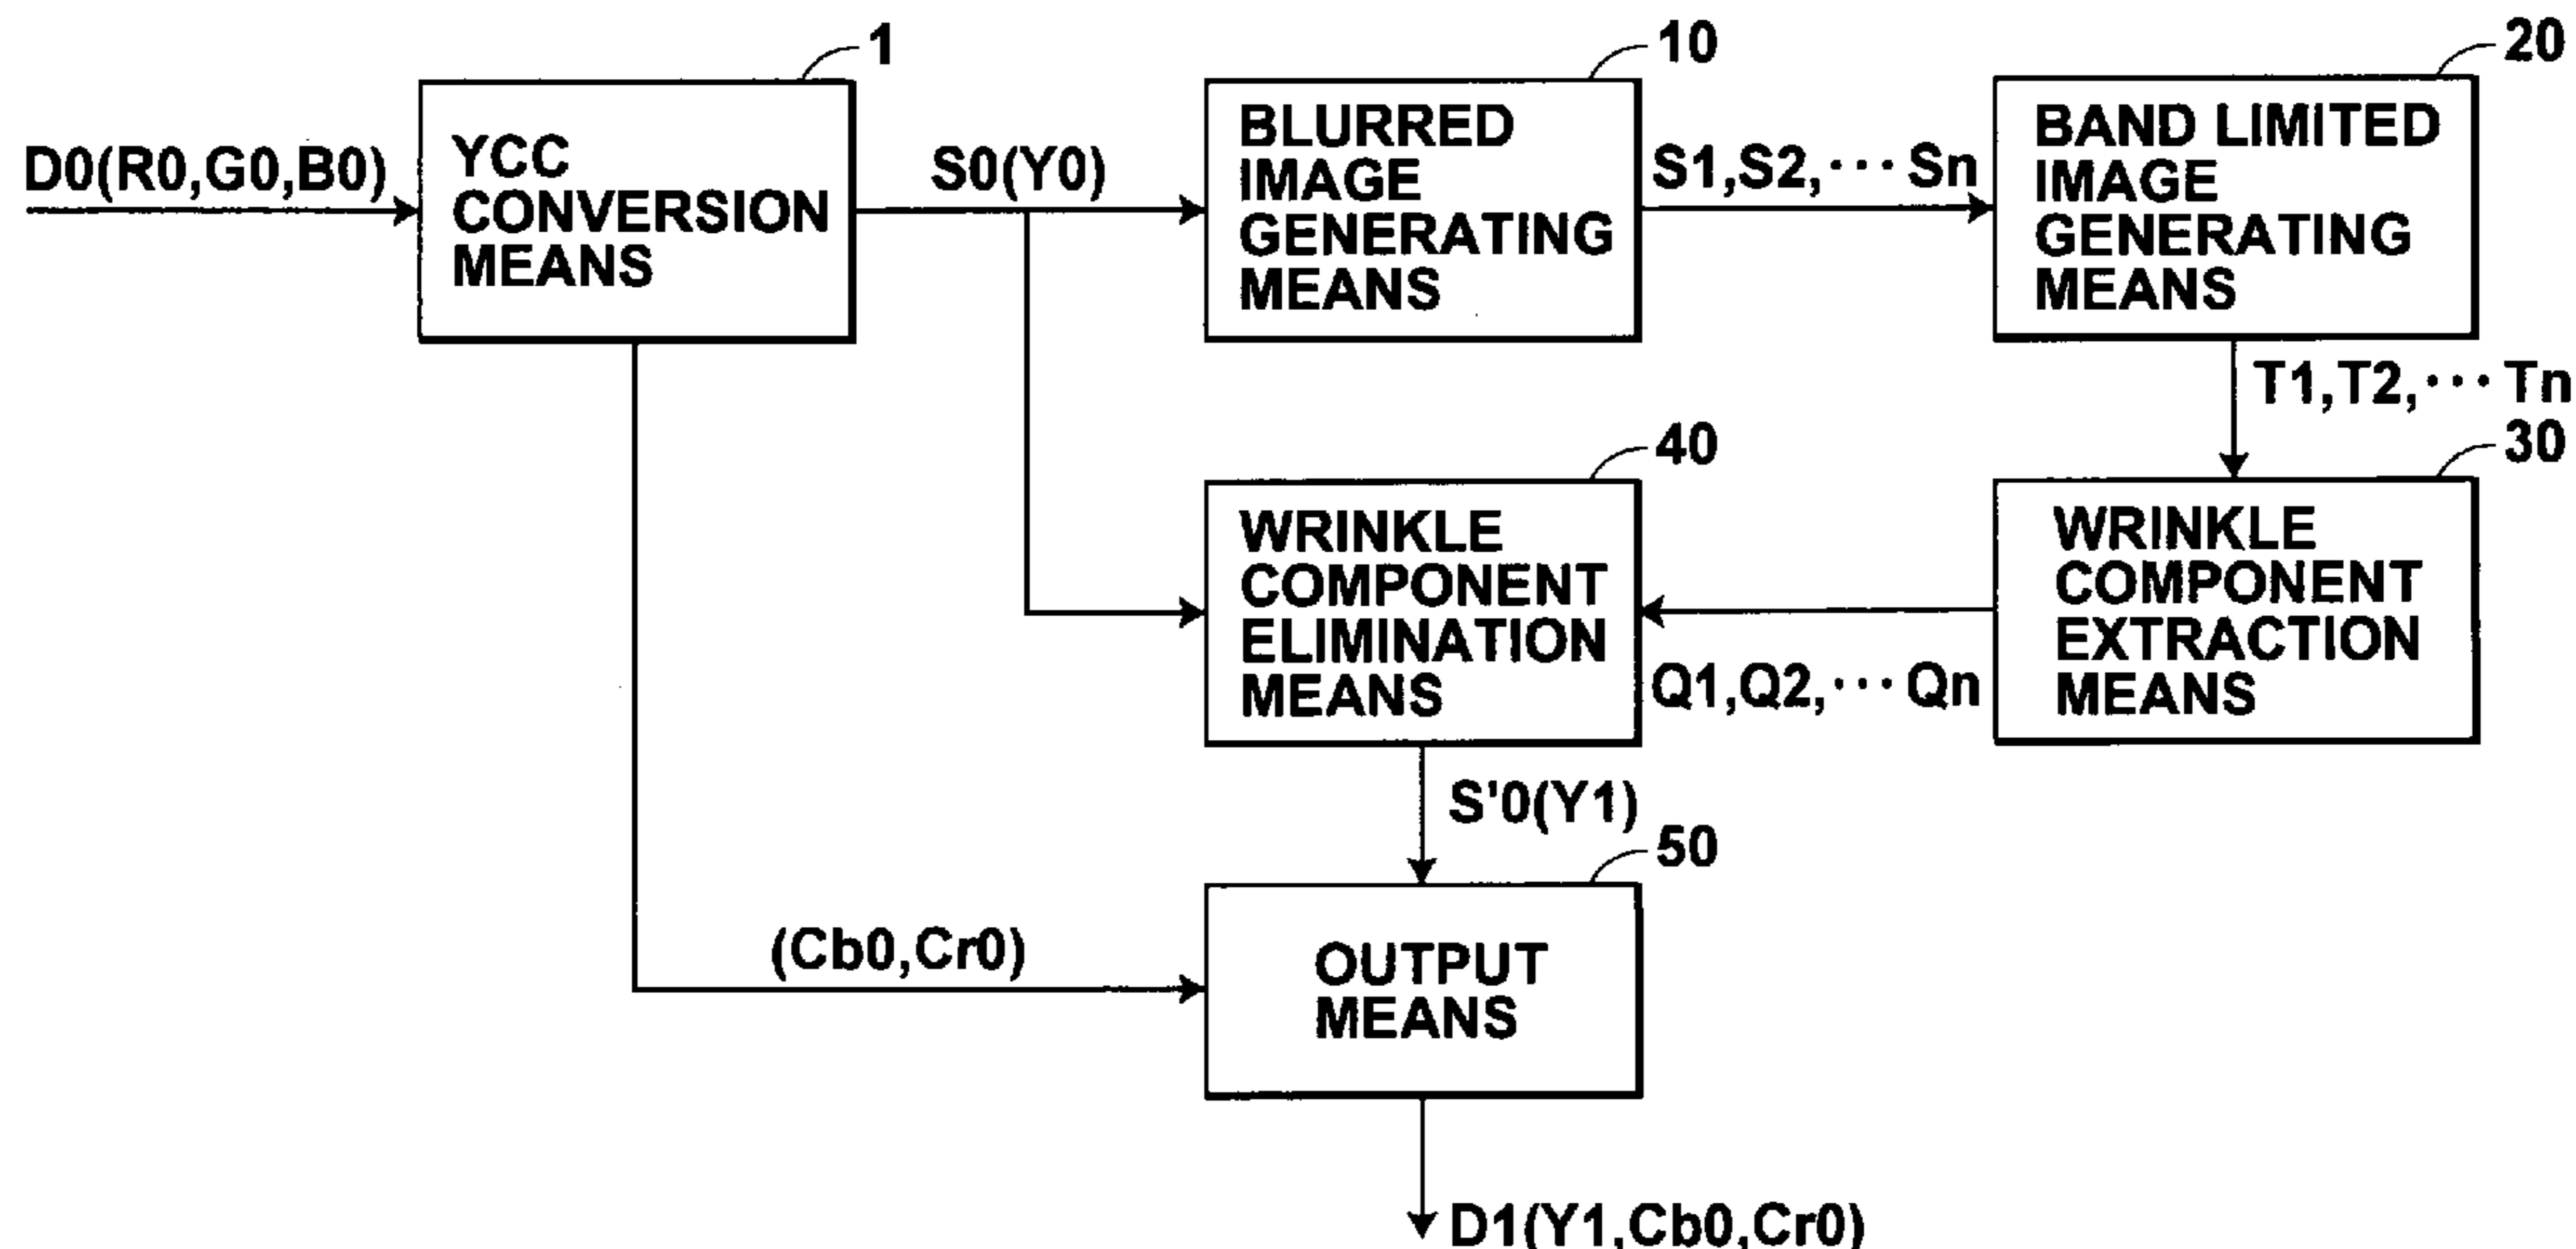 1
10
20
D0(R0,G0,B0)
YCC
CONVERSION
MEANS
S0(Y0)
BLURRED
IMAGE
GENERATING
MEANS
S1,S2,··· Sn
BAND LIMITED
IMAGE
GENERATING
MEANS
T1,T2,··· Tn
40
30
WRINKLE
COMPONENT
ELIMINATION
MEANS
Q1,Q2,··· Qn
WRINKLE
COMPONENT
EXTRACTION
MEANS
S'0(Y1)
50
(Cb0,Cr0)
OUTPUT
MEANS
D1(Y1,Cb0,Cr0)